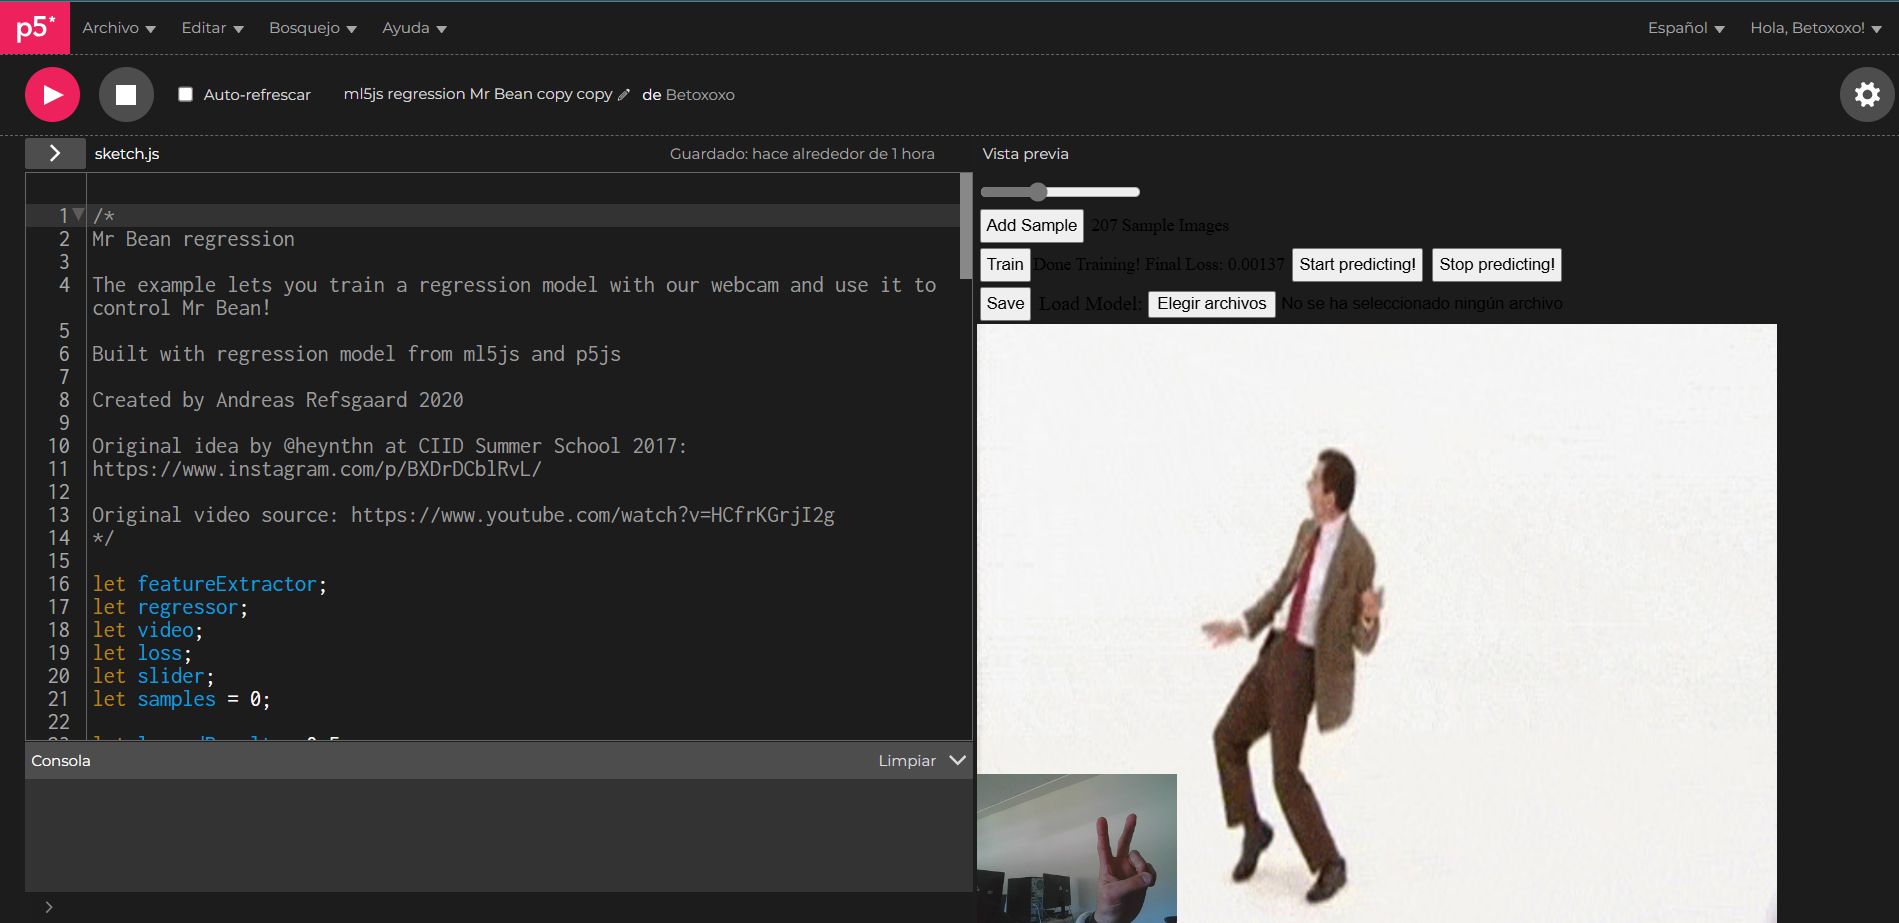 p5* Archivo Editar Bosquejo Ayuda Español Hola, Betoxoxo!
Auto-refrescar ml5js regression Mr Bean copy copy de Betoxoxo
sketch.js Guardado: hace alrededor de 1 hora
1 /*
2 Mr Bean regression
3
4 The example lets you train a regression model with our webcam and use it to
control Mr Bean!
5
6 Built with regression model from ml5js and p5js
7
8 Created by Andreas Refsgaard 2020
9
10 Original idea by @heynthn at CIID Summer School 2017:
11 https://www.instagram.com/p/BXDrDCblRvL/
12
13 Original video source: https://www.youtube.com/watch?v=HCfrKGrjI2g
14 */
15
16 let featureExtractor;
17 let regressor;
18 let video;
19 let loss;
20 let slider;
21 let samples = 0;
22
Consola Limpiar
Vista previa
Add Sample 207 Sample Images
Train Done Training! Final Loss: 0.00137 Start predicting! Stop predicting!
Save Load Model: Elegir archivos No se ha seleccionado ningún archivo